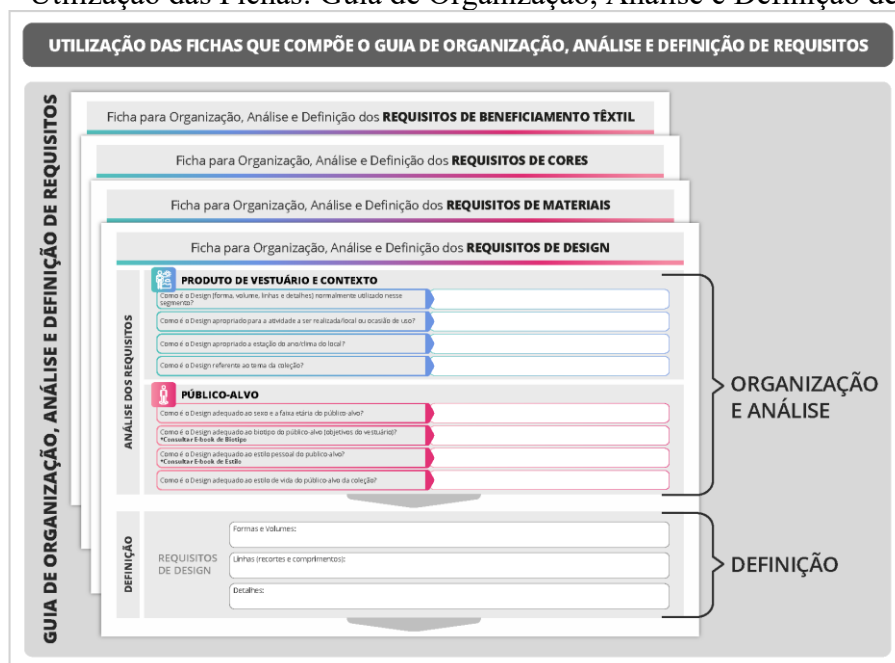 Utilização das Fichas: Guia de Organização, Análise e Definição de
UTILIZAÇÃO DAS FICHAS QUE COMPÕE O GUIA DE ORGANIZAÇÃO, ANÁLISE E DEFINIÇÃO DE REQUISITOS
GUIA DE ORGANIZAÇÃO, ANÁLISE E DEFINIÇÃO DE REQUISITOS
Ficha para Organização, Análise e Definição dos REQUISITOS DE BENEFICIAMENTO TÊXTIL
Ficha para Organização, Análise e Definição dos REQUISITOS DE CORES
Ficha para Organização, Análise e Definição dos REQUISITOS DE MATERIAIS
Ficha para Organização, Análise e Definição dos REQUISITOS DE DESIGN
ANÁLISE DOS REQUISITOS
PRODUTO DE VESTUÁRIO E CONTEXTO
Como é o Design (forma, volume, linhas e detalhes) normalmente utilizado nesse
segmento?
Como é o Design apropriado para a atividade a ser realizada/local ou ocasião de uso?
Como é o Design apropriado a estação do ano/clima do local?
Como é o Design referente ao tema da coleção?
PÚBLICO-ALVO
Como é o Design adequado ao sexo e a faixa etária do público-alvo?
Como é o Design adequado ao biotipo do público-alvo (objetivos do vestuário)?
*Consultar E-book de Biotipo
Como é o Design adequado ao estilo pessoal do publico-alvo?
*Consultar E-book de Estilo
Como é o Design adequado ao estilo de vida do público-alvo da coleção?
ORGANIZAÇÃO
E ANÁLISE
DEFINIÇÃO
REQUISITOS
DE DESIGN
Formas e Volumes:
Linhas (recortes e comprimentos):
Detalhes:
DEFINIÇÃO